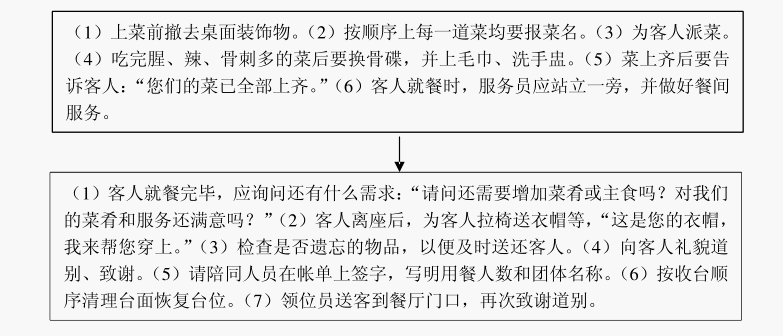 （1）上菜前撤去桌面装饰物。（2）按顺序上每一道菜均要报菜名。（3）为客人派菜。
（4）吃完腥、辣、骨刺多的菜后要换骨碟，并上毛巾、洗手盅。（5）菜上齐后要告
诉客人：“您们的菜已全部上齐。”（6）客人就餐时，服务员应站立一旁，并做好餐间
服务。
（1）客人就餐完毕，应询问还有什么需求：“请问还需要增加菜肴或主食吗？对我们
的菜肴和服务还满意吗？”（2）客人离座后，为客人拉椅送衣帽等，“这是您的衣帽，
我来帮您穿上。”（3）检查是否遗忘的物品，以便及时送还客人。（4）向客人礼貌道
别、致谢。（5）请陪同人员在帐单上签字，写明用餐人数和团体名称。（6）按收台顺
序清理台面恢复台位。（7）领位员送客到餐厅门口，再次致谢道别。